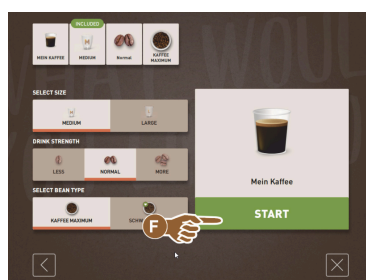 INCLUDED
MEIN KAFFEE
MEDIUM
Normal
KAFFEE
MAXIMUM
SELECT SIZE
MEDIUM
LARGE
DRINK STRENGTH
LESS
NORMAL
MORE
SELECT BEAN TYPE
KAFFEE MAXIMUM
Mein Kaffee
START
F